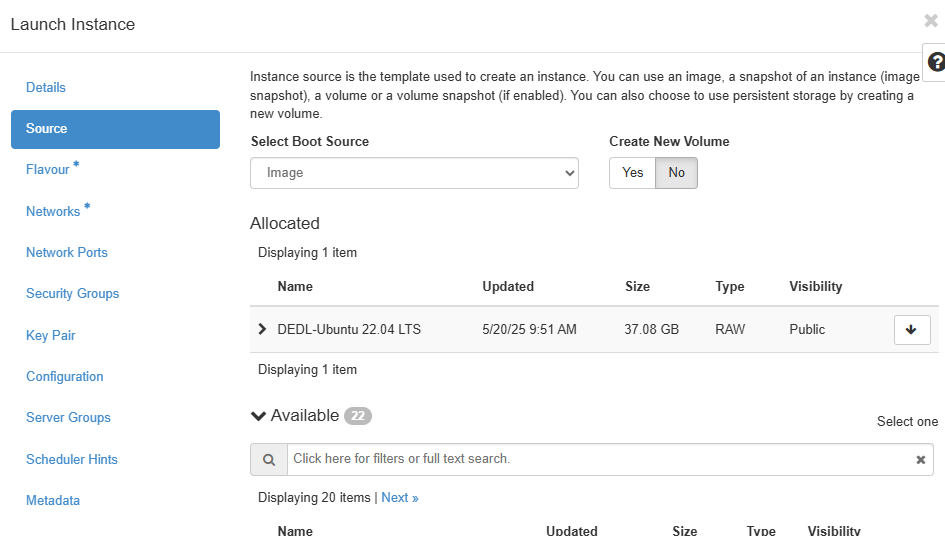 Launch Instance
Details
Source
Flavour *
Networks *
Network Ports
Security Groups
Key Pair
Configuration
Server Groups
Scheduler Hints
Metadata
Instance source is the template used to create an instance. You can use an image, a snapshot of an instance (image
snapshot), a volume or a volume snapshot (if enabled). You can also choose to use persistent storage by creating a
new volume.
Select Boot Source Create New Volume
Image Yes No
Allocated
Displaying 1 item
Name Updated Size Type Visibility
DEDL-Ubuntu 22.04 LTS 5/20/25 9:51 AM 37.08 GB RAW Public
Displaying 1 item
Available 22 Select one
Click here for filters or full text search.
Displaying 20 items | Next »
Name Updated Size Type Visibility